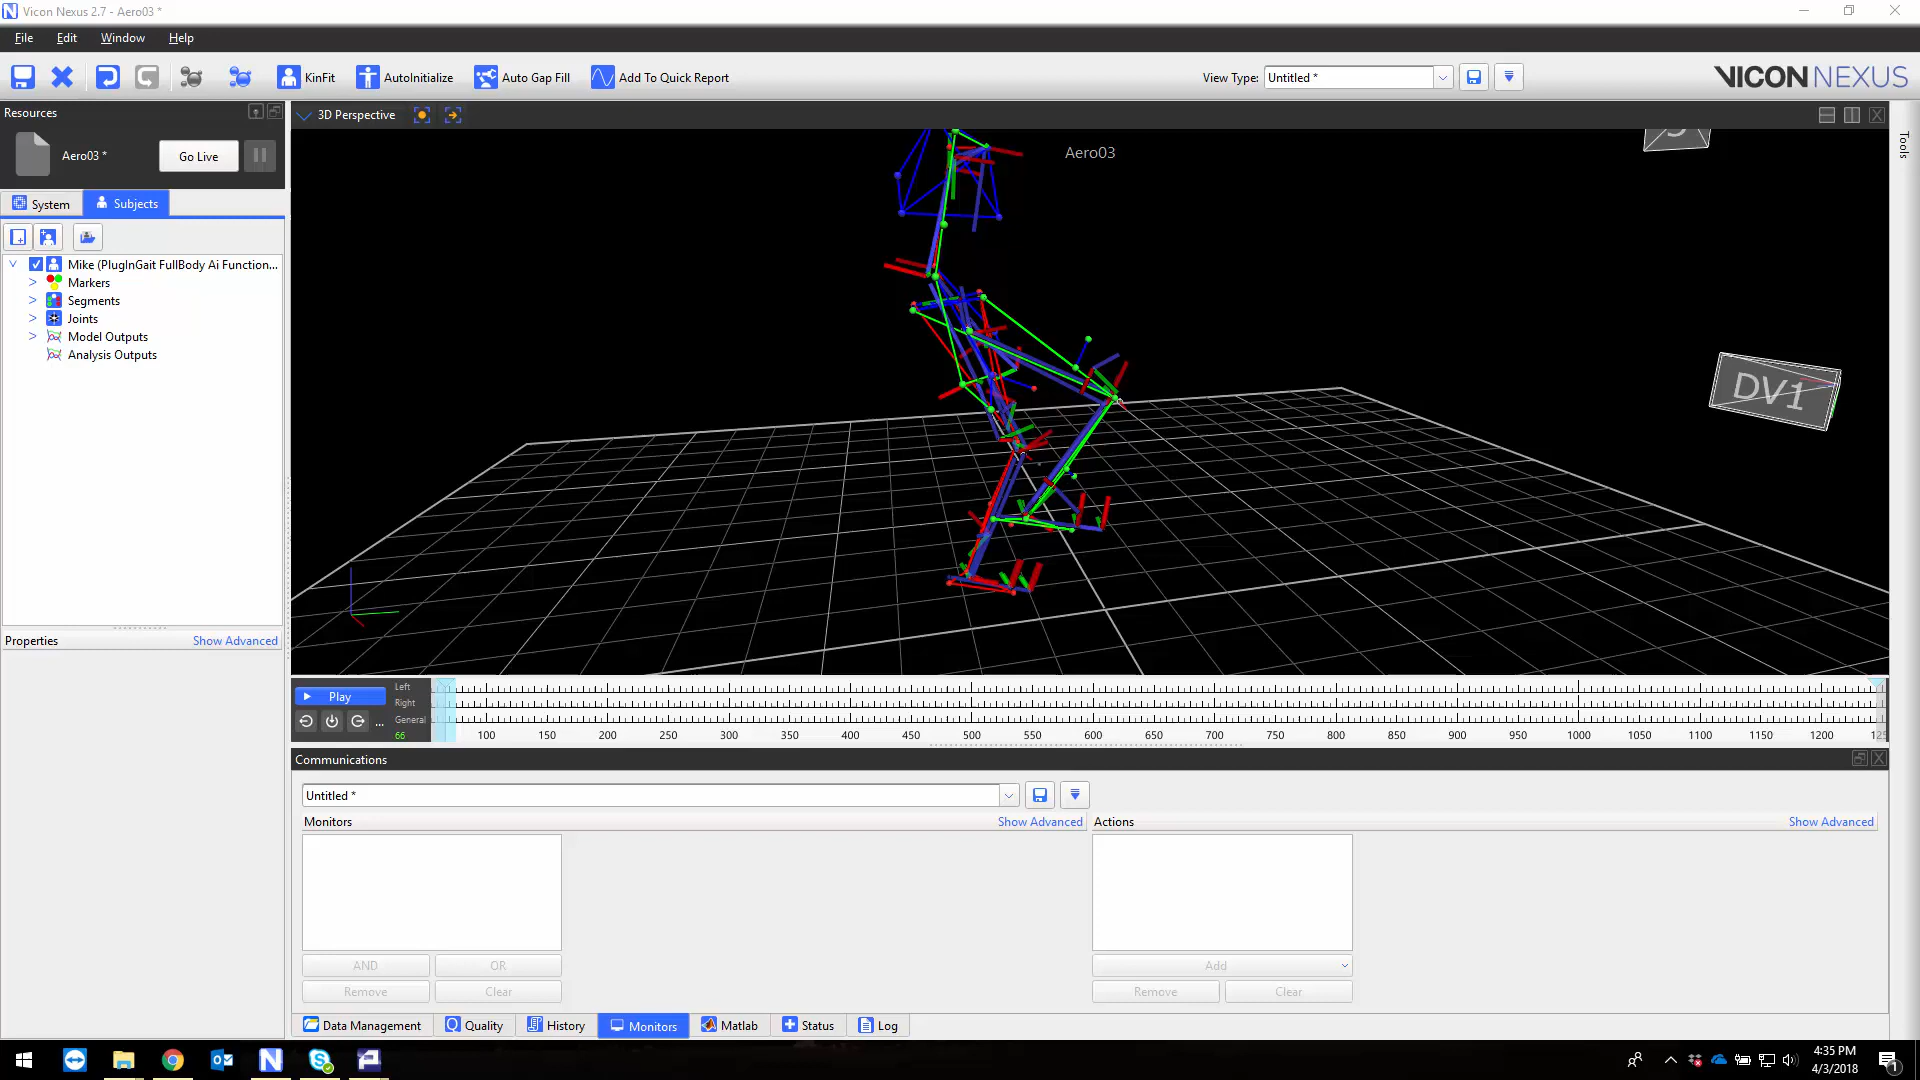 Vicon Nexus 2.7 - Aero03 *
File Edit Window Help
KinFit AutoInitialize Auto Gap Fill Add To Quick Report View Type: Untitled * VICON NEXUS
Resources
3D Perspective
Tools
Aero03 * Go Live
Aero03
System Subjects
Mike (PlugInGait FullBody Ai Function...
Markers
Segments
Joints
Model Outputs
Analysis Outputs
DV1
Properties Show Advanced
Play
Left
Right
General
66
...
100 150 200 250 300 350 400 450 500 550 600 650 700 750 800 850 900 950 1000 1050 1100 1150 1200
Communications
Untitled *
Monitors Show Advanced Actions Show Advanced
AND OR Add
Remove Clear Remove Clear
Data Management Quality History Monitors Matlab Status Log
4:35 PM
4/3/2018
1